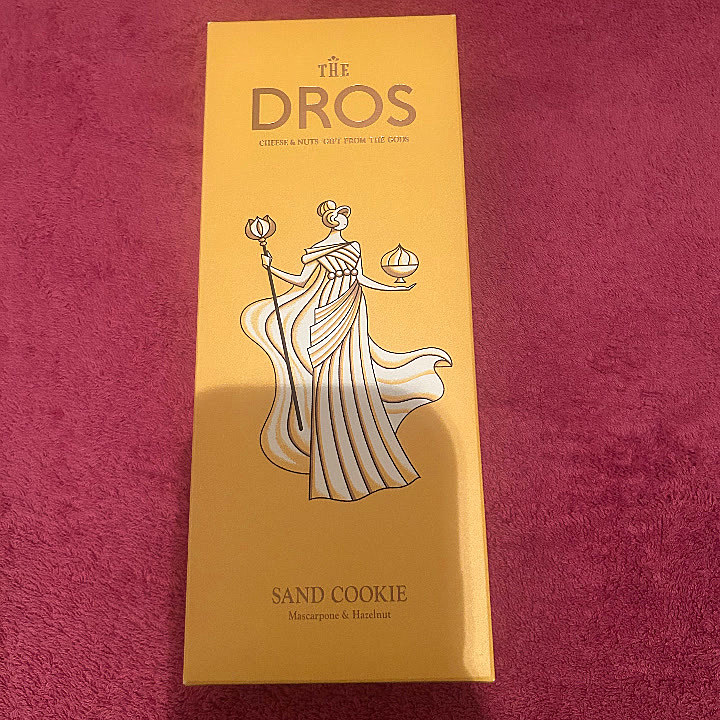 THE
DROS
CHEESE & NUTS GIFT FROM THE GODS
SAND COOKIE
Mascarpone & Hazelnut